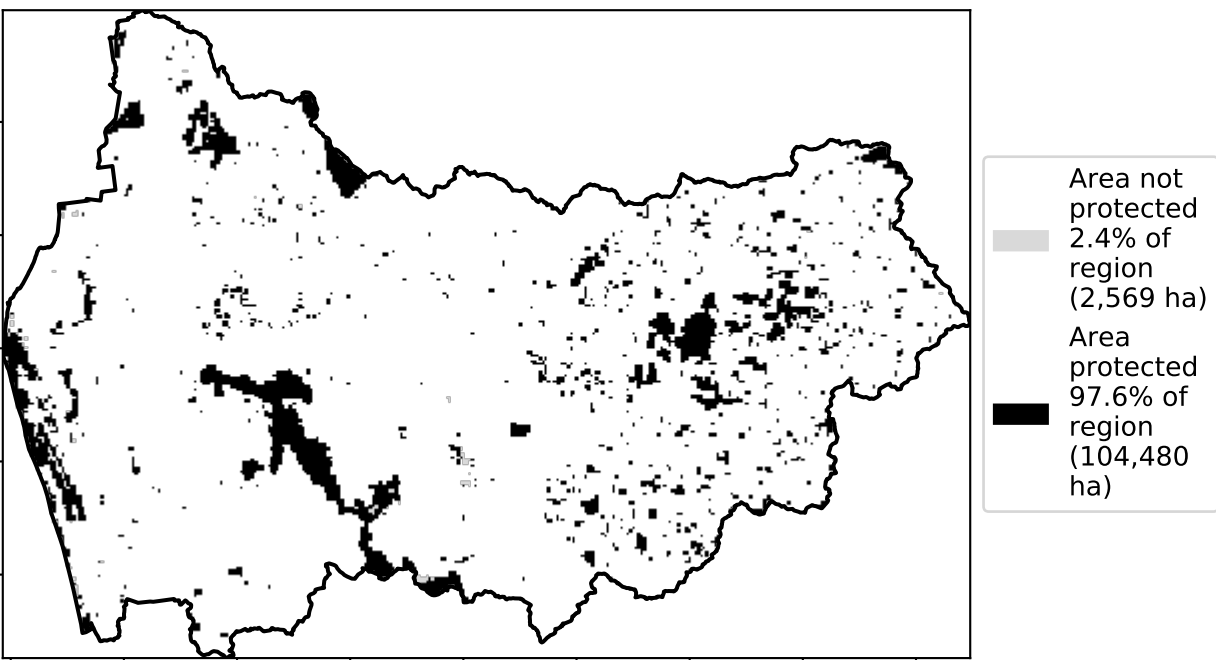 Area not
protected
2.4% of
region
(2,569 ha)
Area
protected
97.6% of
region
(104,480
ha)